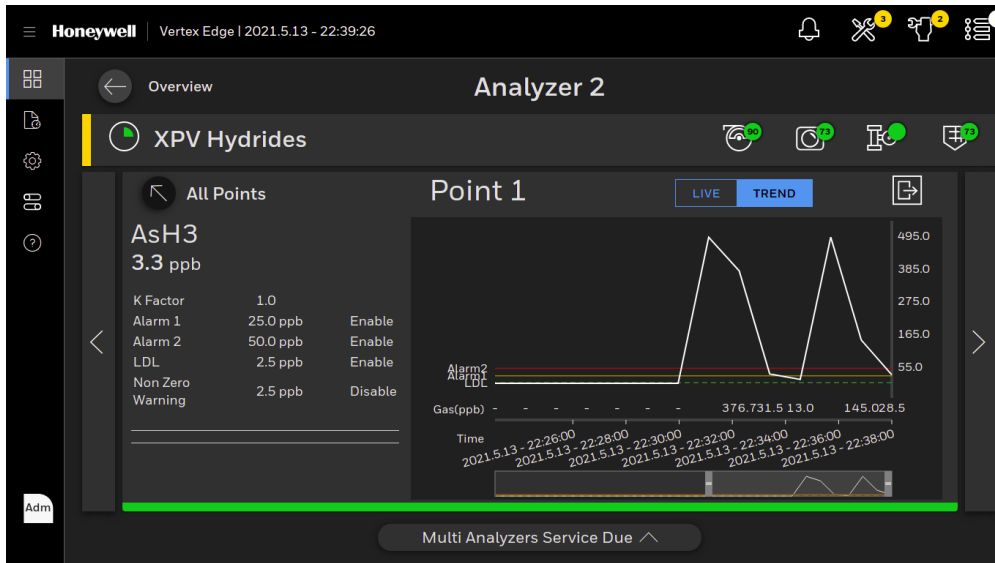 Honeywell Vertex Edge | 2021.5.13 - 22:39:26 3 2
Overview Analyzer 2
XPV Hydrides 90 73 73
All Points Point 1 LIVE TREND
AsH3
3.3 ppb
K Factor 1.0
Alarm 1 25.0 ppb Enable
Alarm 2 50.0 ppb Enable
LDL 2.5 ppb Enable
Non Zero
Warning 2.5 ppb Disable
495.0
385.0
275.0
165.0
55.0
Alarm2
Alarm1
LDL
Gas(ppb) - - - - - - - 376.731.5 13.0 145.028.5
Time
2021.5.13 - 22:26:00
2021.5.13 - 22:28:00
2021.5.13 - 22:30:00
2021.5.13 - 22:32:00
2021.5.13 - 22:34:00
2021.5.13 - 22:36:00
2021.5.13 - 22:38:00
Adm
Multi Analyzers Service Due